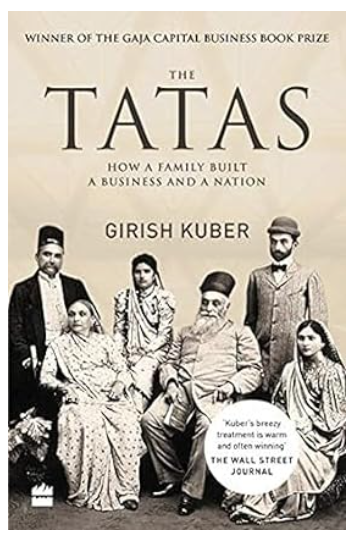 WINNER OF THE GAJA CAPITAL BUSINESS BOOK PRIZE
THE
TATAS
HOW A FAMILY BUILT
A BUSINESS AND A NATION
GIRISH KUBER
'Kuber's breezy
treatment is warm
and often winning'
THE WALL STREET
JOURNAL